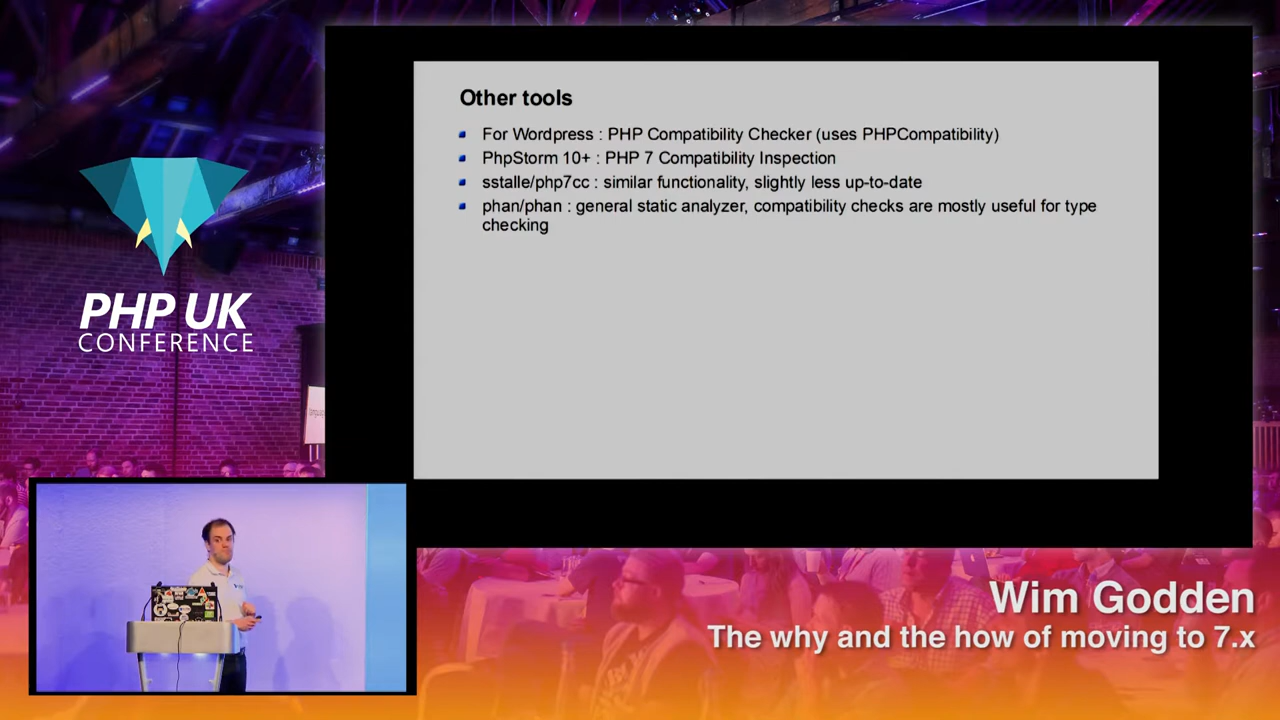 Other tools
For Wordpress : PHP Compatibility Checker (uses PHPCompatibility)
PhpStorm 10+ : PHP 7 Compatibility Inspection
sstalle/php7cc : similar functionality, slightly less up-to-date
phan/phan : general static analyzer, compatibility checks are mostly useful for type
checking
PHP UK
CONFERENCE
Wim Godden
The why and the how of moving to 7.x